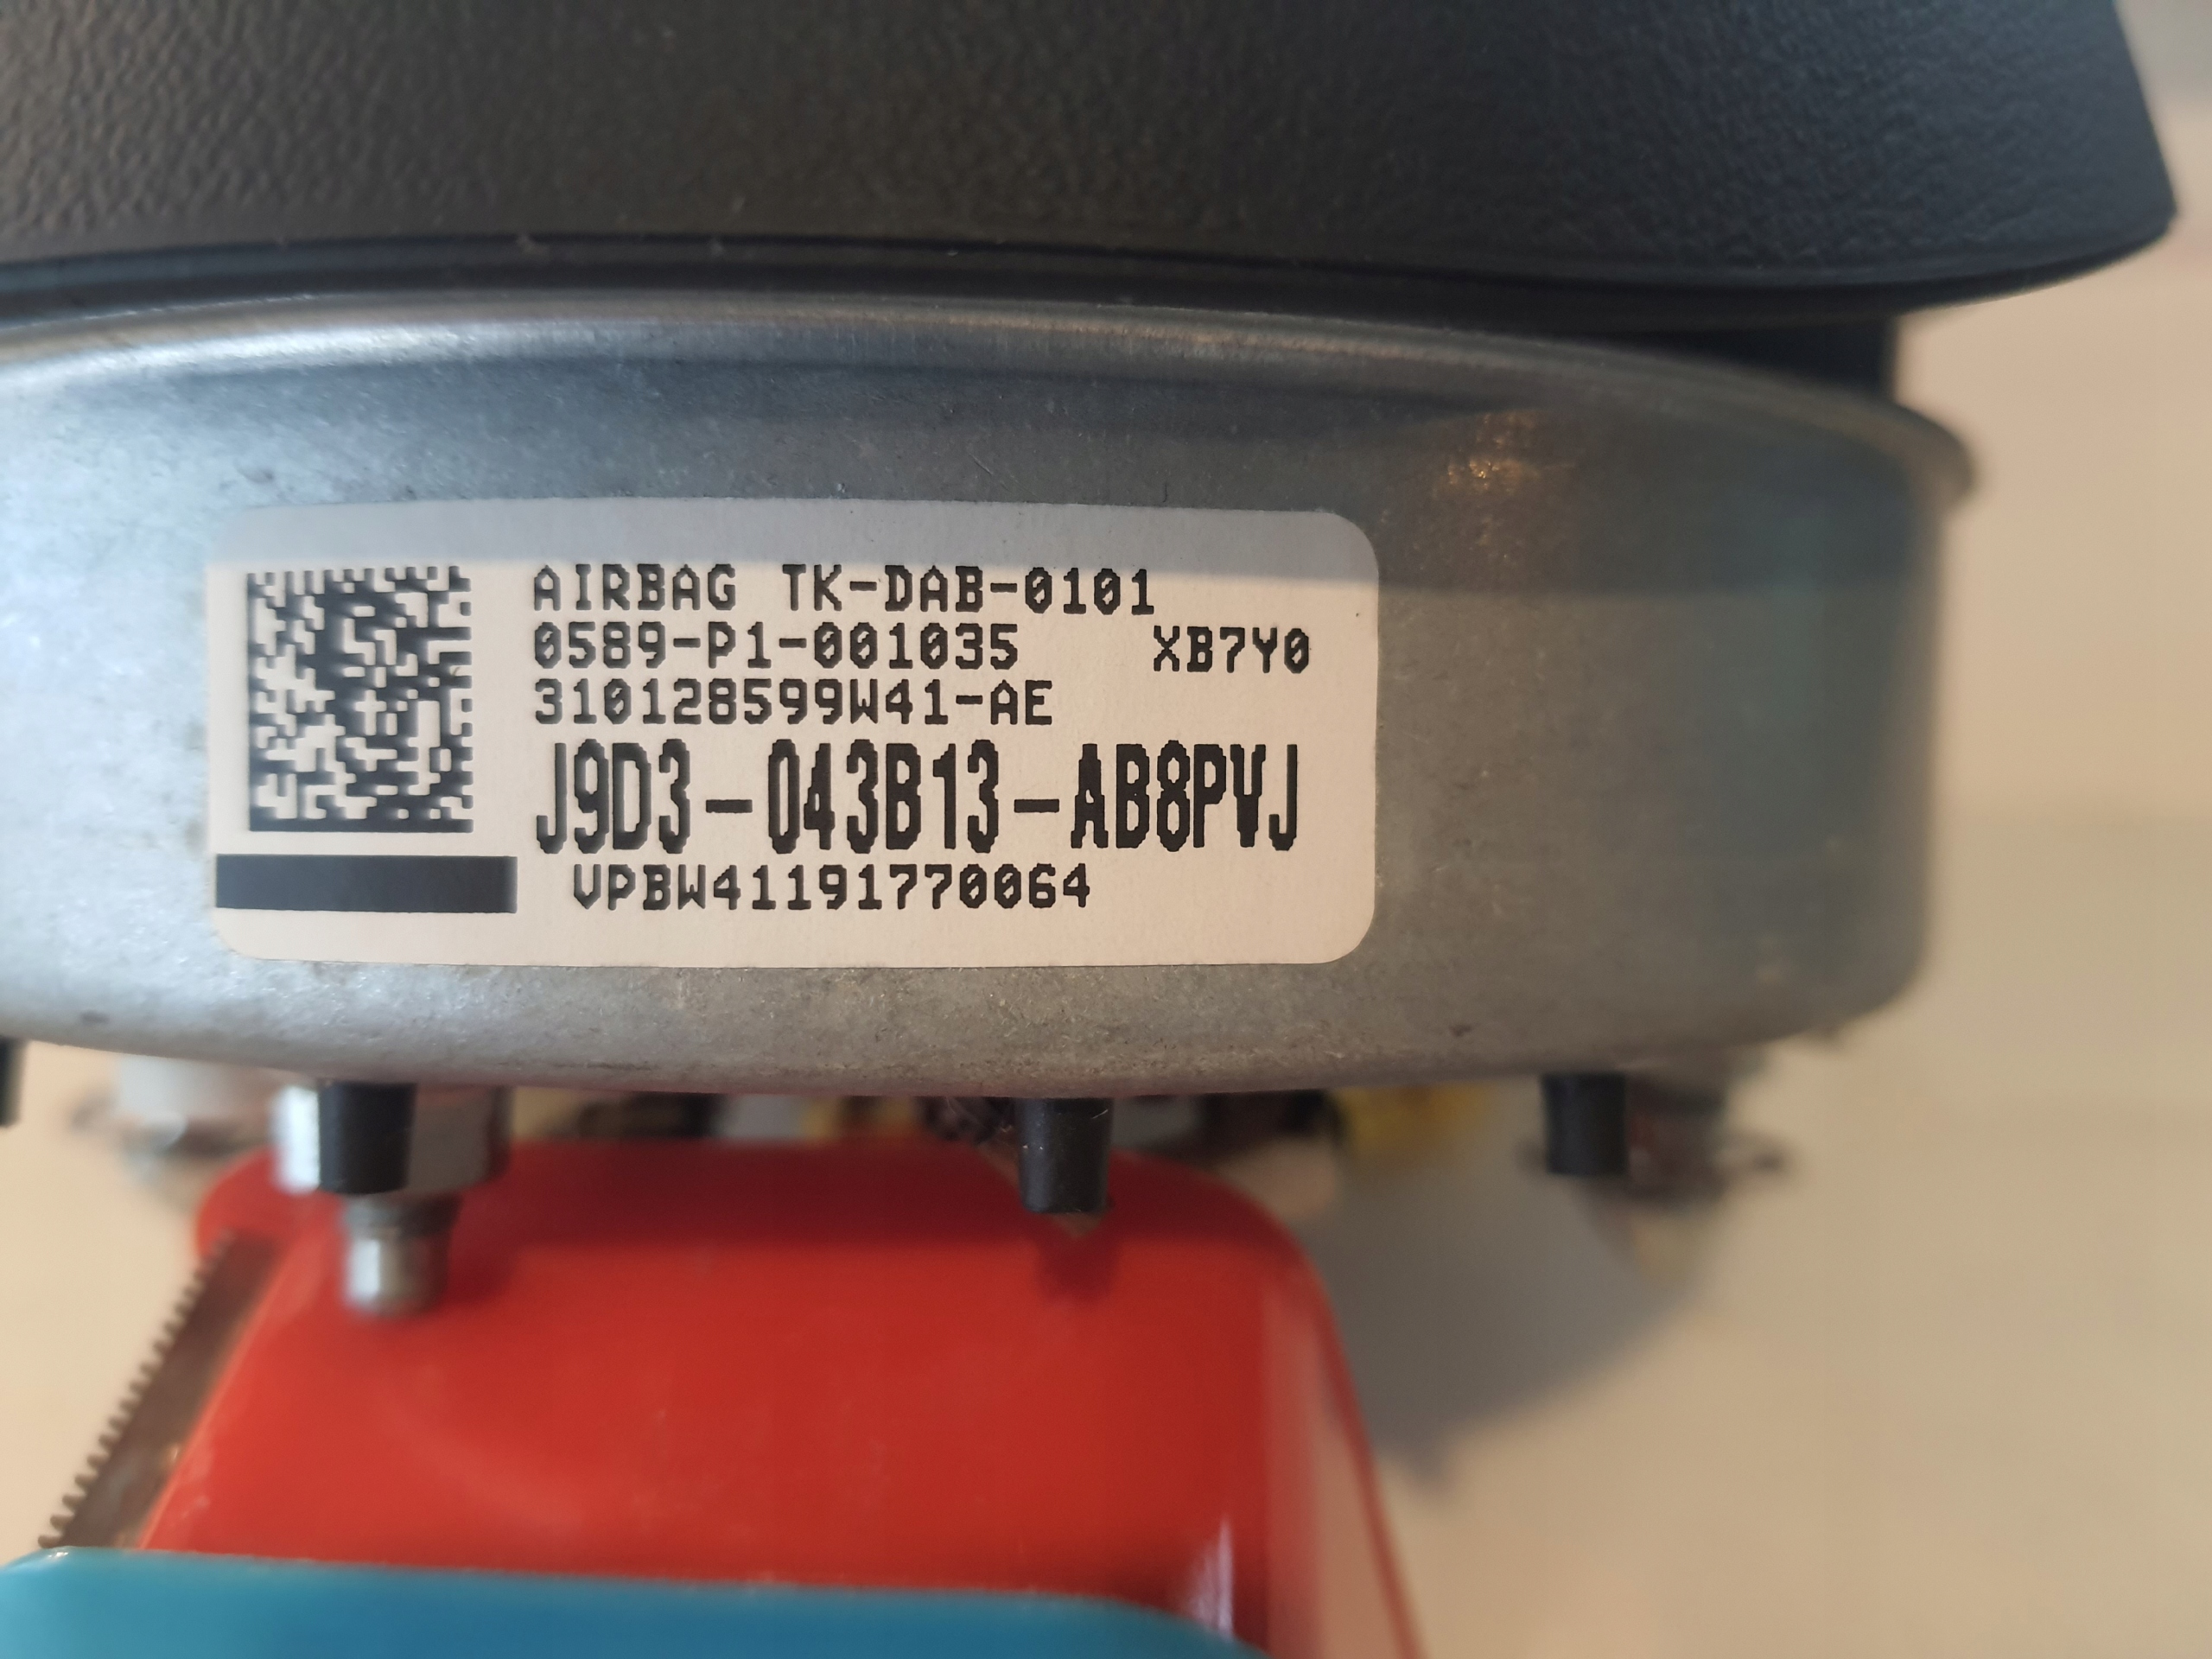 AIRBAG TK-DAB-0101
0589-P1-001035 XB7Y0
310128599W41-AE
J9D3-043B13-AB8PVJ
VPBW41191770064